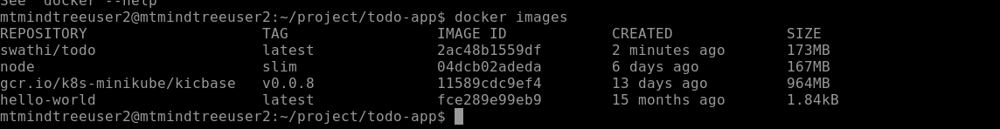 See 'docker --help'
mtmindtreeuser2@mtmindtreeuser2:~/project/todo-app$ docker images
REPOSITORY TAG IMAGE ID CREATED SIZE
swathi/todo latest 2ac48b1559df 2 minutes ago 173MB
node slim 04dcb02adeda 6 days ago 167MB
gcr.io/k8s-minikube/kicbase v0.0.8 11589cdc9ef4 13 days ago 964MB
hello-world latest fce289e99eb9 15 months ago 1.84kB
mtmindtreeuser2@mtmindtreeuser2:~/project/todo-app$